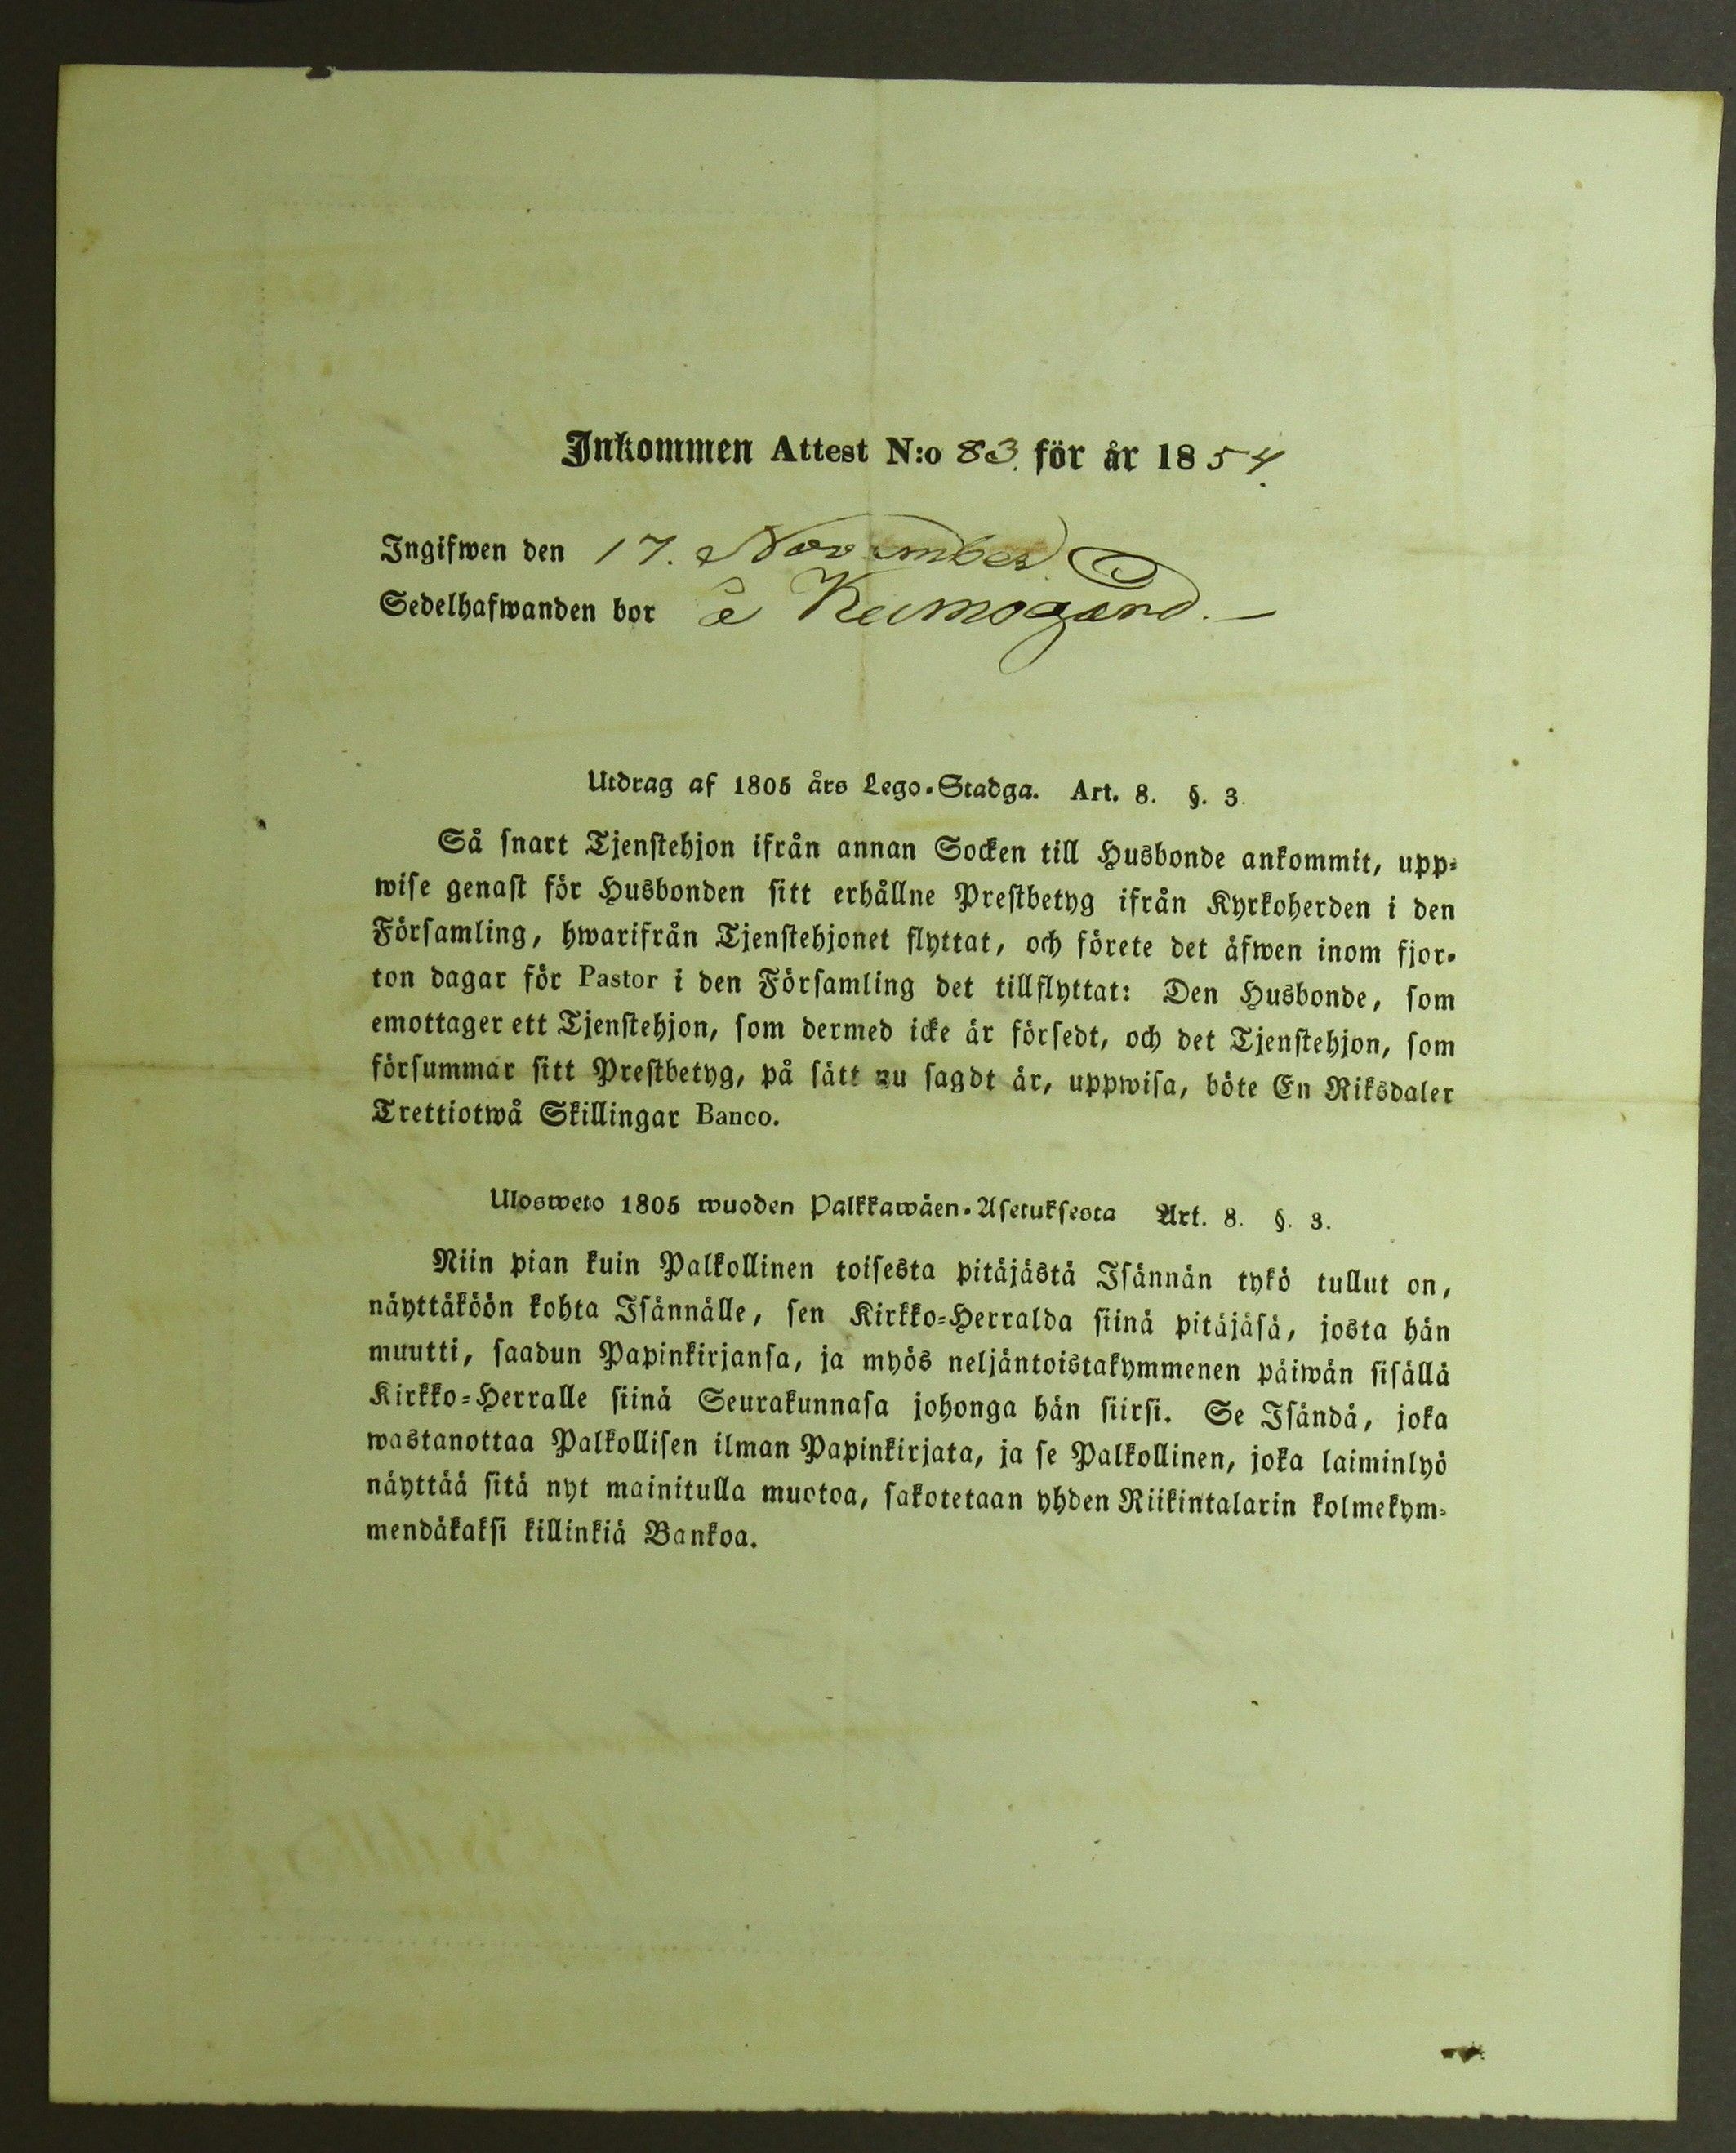 Inkommen Attest N:o 83. för år 1854.
Ingifwen den 17. November
Sedelhafwanden bor å Keimogård. —
Utdrag af 1805 års Lego-Stadga. Art. 8. §. 3.
Så snart Tjenstehjon ifrån annan Socken till Husbonde ankommit, upp-
wise genast för Husbonden sitt erhållne Prestbetyg ifrån Kyrkoherden i den
Församling, hwarifrån Tjenstehjonet flyttat, och förete det äfwen inom fjor-
ton dagar för Pastor i den Församling det tillflyttat: Den Husbonde, som
emottager ett Tjenstehjon, som dermed icke är försedt, och det Tjenstehjon, som
försummar sitt Prestbetyg, på sätt nu sagdt är, uppwisa, böte En Riksdaler
Trettiotwå Skillingar Banco.
Ulosweto 1805 wuoden Palkkawäen-Asetuksesta Art. 8. §. 3.
Niin pian kuin Palkollinen toisesta pitäjästä Isännän tykö tullut on,
näyttäköön kohta Isännälle, sen Kirkko-Herralda siinä pitäjäsä, josta hän
muutti, saadun Papinkirjansa, ja myös neljäntoistakymmenen päiwän sisällä
Kirkko-Herralle siinä Seurakunnasa johonga hän siirsi. Se Isändä, joka
wastanottaa Palkollisen ilman Papinkirjata, ja se Palkollinen, joka laiminlyö
näyttää sitä nyt mainitulla muotoa, sakotetaan yhden Riikintalarin kolmekym-
mendäkaksi killinkiä Bankoa.